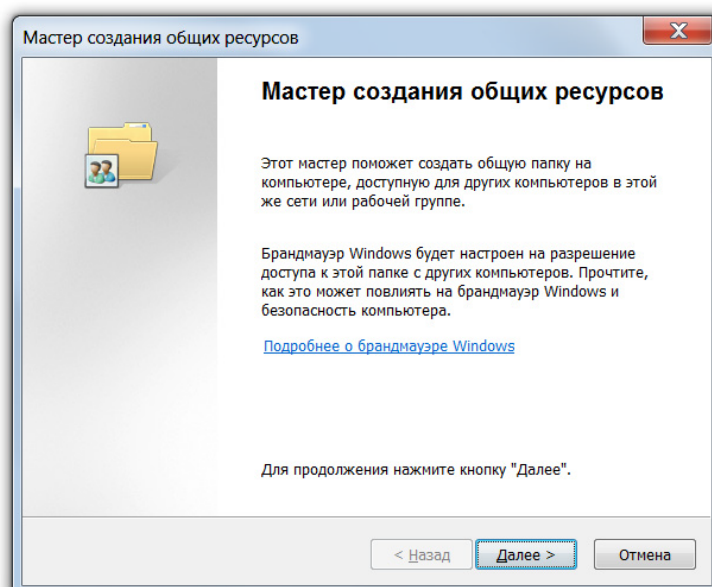 Мастер создания общих ресурсов
Мастер создания общих ресурсов
Этот мастер поможет создать общую папку на
компьютере, доступную для других компьютеров в этой
же сети или рабочей группе.
Брандмауэр Windows будет настроен на разрешение
доступа к этой папке с других компьютеров. Прочтите,
как это может повлиять на брандмауэр Windows и
безопасность компьютера.
Подробнее о брандмауэре Windows
Для продолжения нажмите кнопку "Далее".
< Назад Далее > Отмена